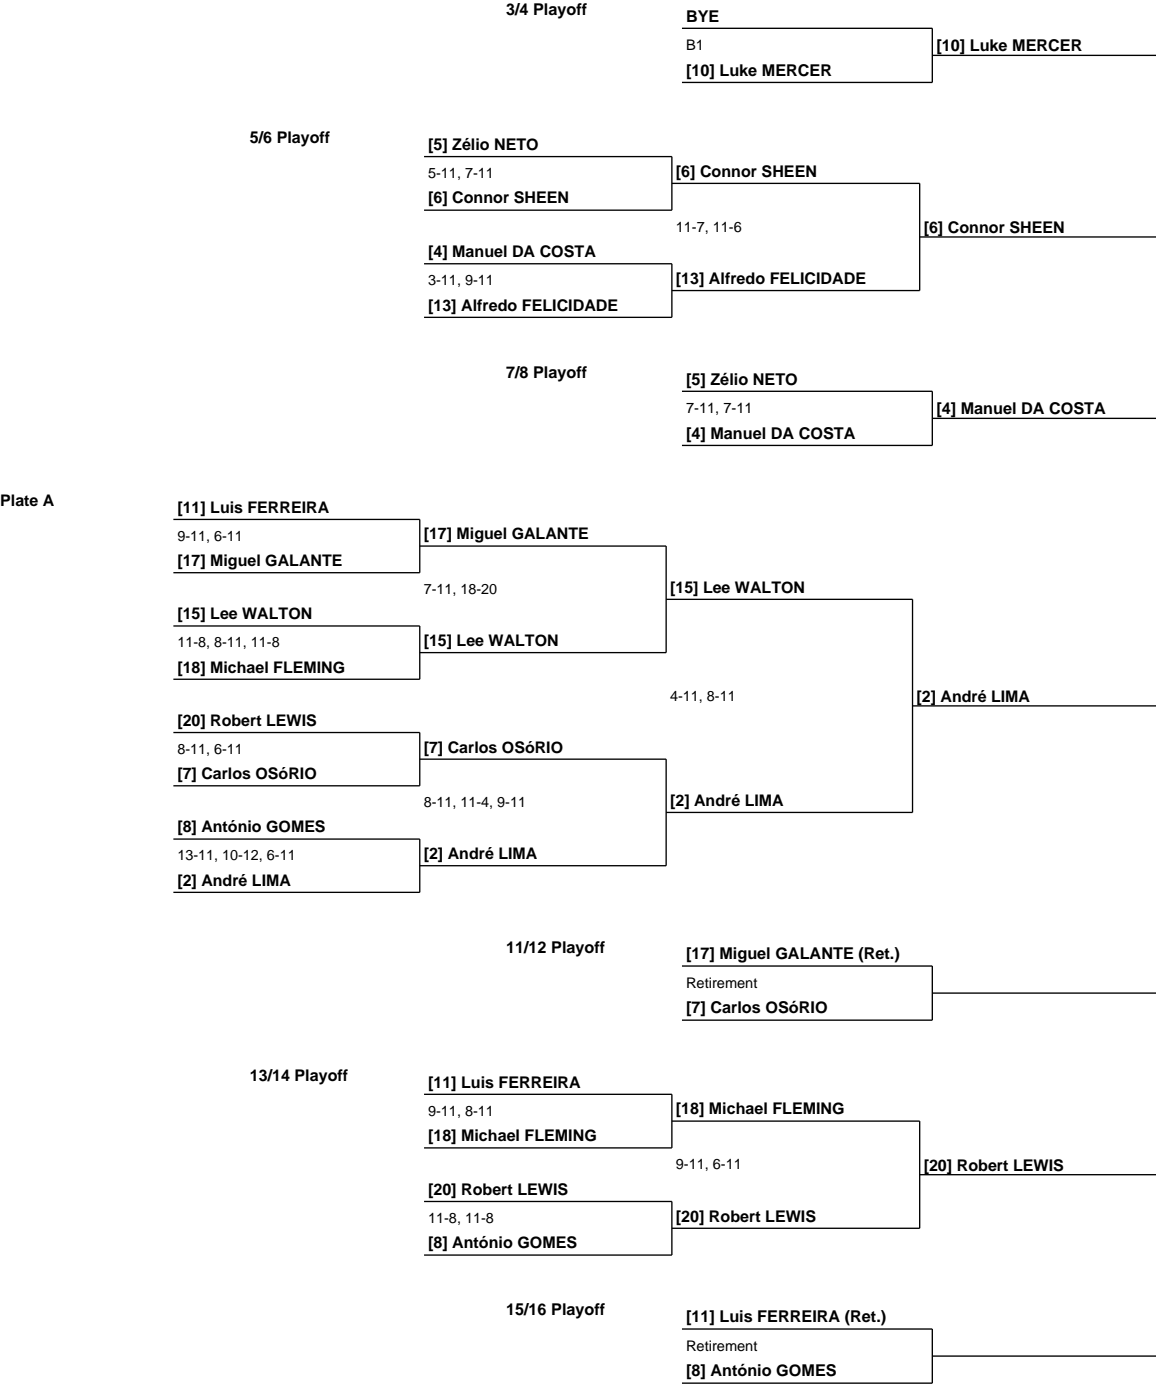 3/4 Playoff
BYE
B1
[10] Luke MERCER
[10] Luke MERCER
5/6 Playoff
[5] Zélio NETO
5-11, 7-11
[6] Connor SHEEN
[6] Connor SHEEN
11-7, 11-6
[6] Connor SHEEN
[4] Manuel DA COSTA
3-11, 9-11
[13] Alfredo FELICIDADE
[13] Alfredo FELICIDADE
7/8 Playoff
[5] Zélio NETO
7-11, 7-11
[4] Manuel DA COSTA
[4] Manuel DA COSTA
Plate A
[11] Luis FERREIRA
9-11, 6-11
[17] Miguel GALANTE
[17] Miguel GALANTE
7-11, 18-20
[15] Lee WALTON
[15] Lee WALTON
11-8, 8-11, 11-8
[15] Lee WALTON
[18] Michael FLEMING
4-11, 8-11
[2] André LIMA
[20] Robert LEWIS
8-11, 6-11
[7] Carlos OSóRIO
[7] Carlos OSóRIO
8-11, 11-4, 9-11
[2] André LIMA
[8] António GOMES
13-11, 10-12, 6-11
[2] André LIMA
[2] André LIMA
11/12 Playoff
[17] Miguel GALANTE (Ret.)
Retirement
[7] Carlos OSóRIO
13/14 Playoff
[11] Luis FERREIRA
9-11, 8-11
[18] Michael FLEMING
[18] Michael FLEMING
9-11, 6-11
[20] Robert LEWIS
[20] Robert LEWIS
11-8, 11-8
[20] Robert LEWIS
[8] António GOMES
15/16 Playoff
[11] Luis FERREIRA (Ret.)
Retirement
[8] António GOMES